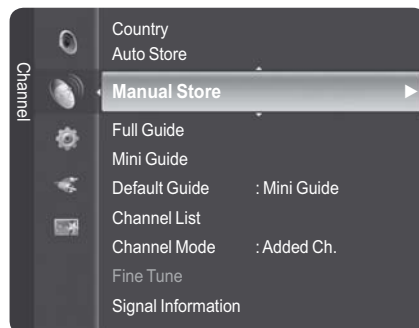 Channel
Country
Auto Store
Manual Store
Full Guide
Mini Guide
Default Guide : Mini Guide
Channel List
Channel Mode : Added Ch.
Fine Tune
Signal Information